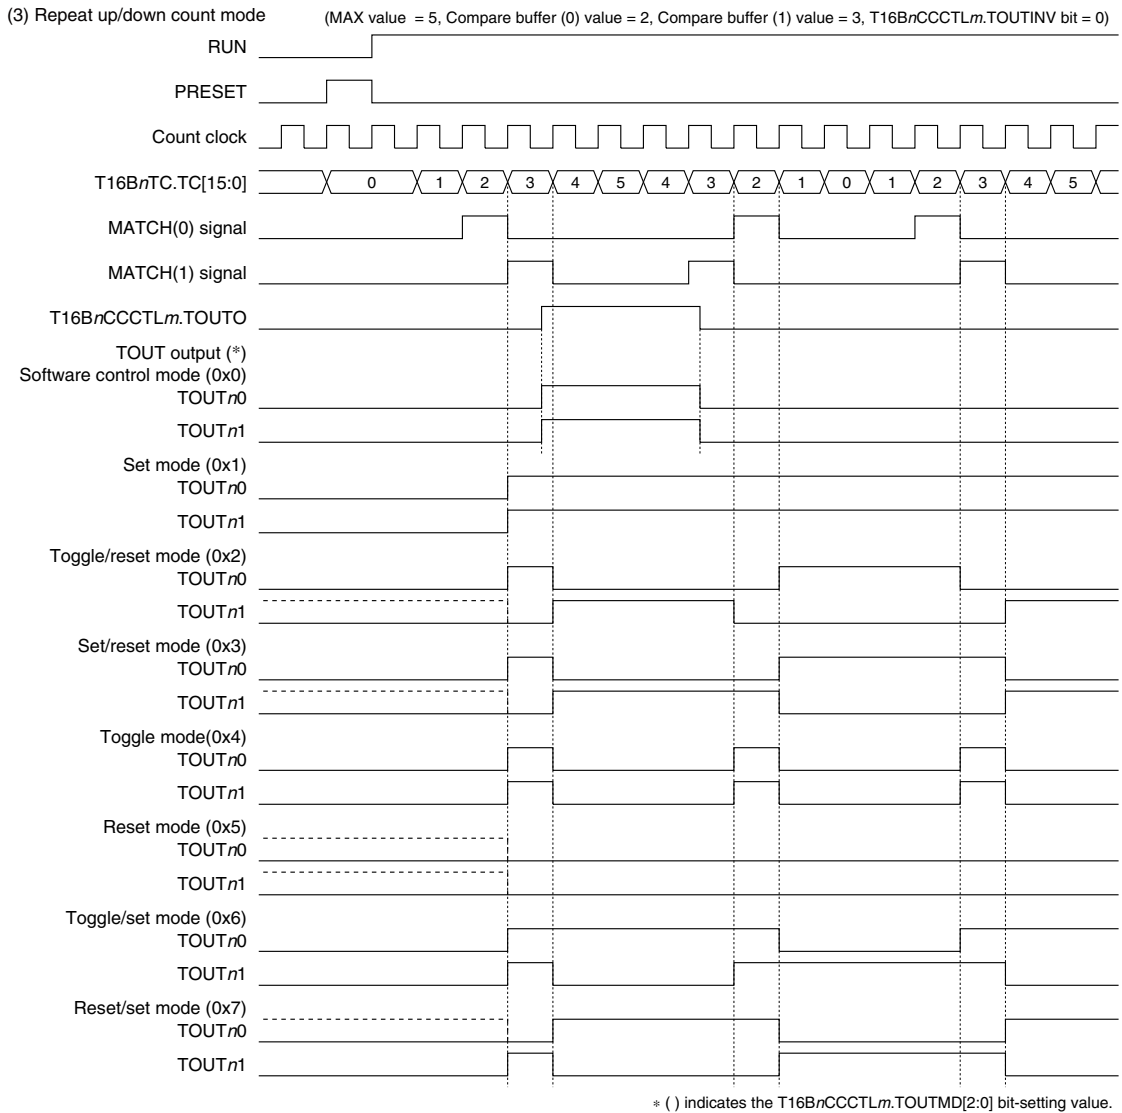 (3) Repeat up/down count mode (MAX value = 5, Compare buffer (0) value = 2, Compare buffer (1) value = 3, T16BnCCCTLm.TOUTINV bit = 0)
RUN
PRESET
Count clock
T16BnTC.TC[15:0] 0 1 2 3 4 5 4 3 2 1 0 1 2 3 4 5
MATCH(0) signal
MATCH(1) signal
T16BnCCCTLm.TOUTO
TOUT output (*)
Software control mode (0x0)
TOUTn0
TOUTn1
Set mode (0x1)
TOUTn0
TOUTn1
Toggle/reset mode (0x2)
TOUTn0
TOUTn1
Set/reset mode (0x3)
TOUTn0
TOUTn1
Toggle mode(0x4)
TOUTn0
TOUTn1
Reset mode (0x5)
TOUTn0
TOUTn1
Toggle/set mode (0x6)
TOUTn0
TOUTn1
Reset/set mode (0x7)
TOUTn0
TOUTn1
* ( ) indicates the T16BnCCCTLm.TOUTMD[2:0] bit-setting value.